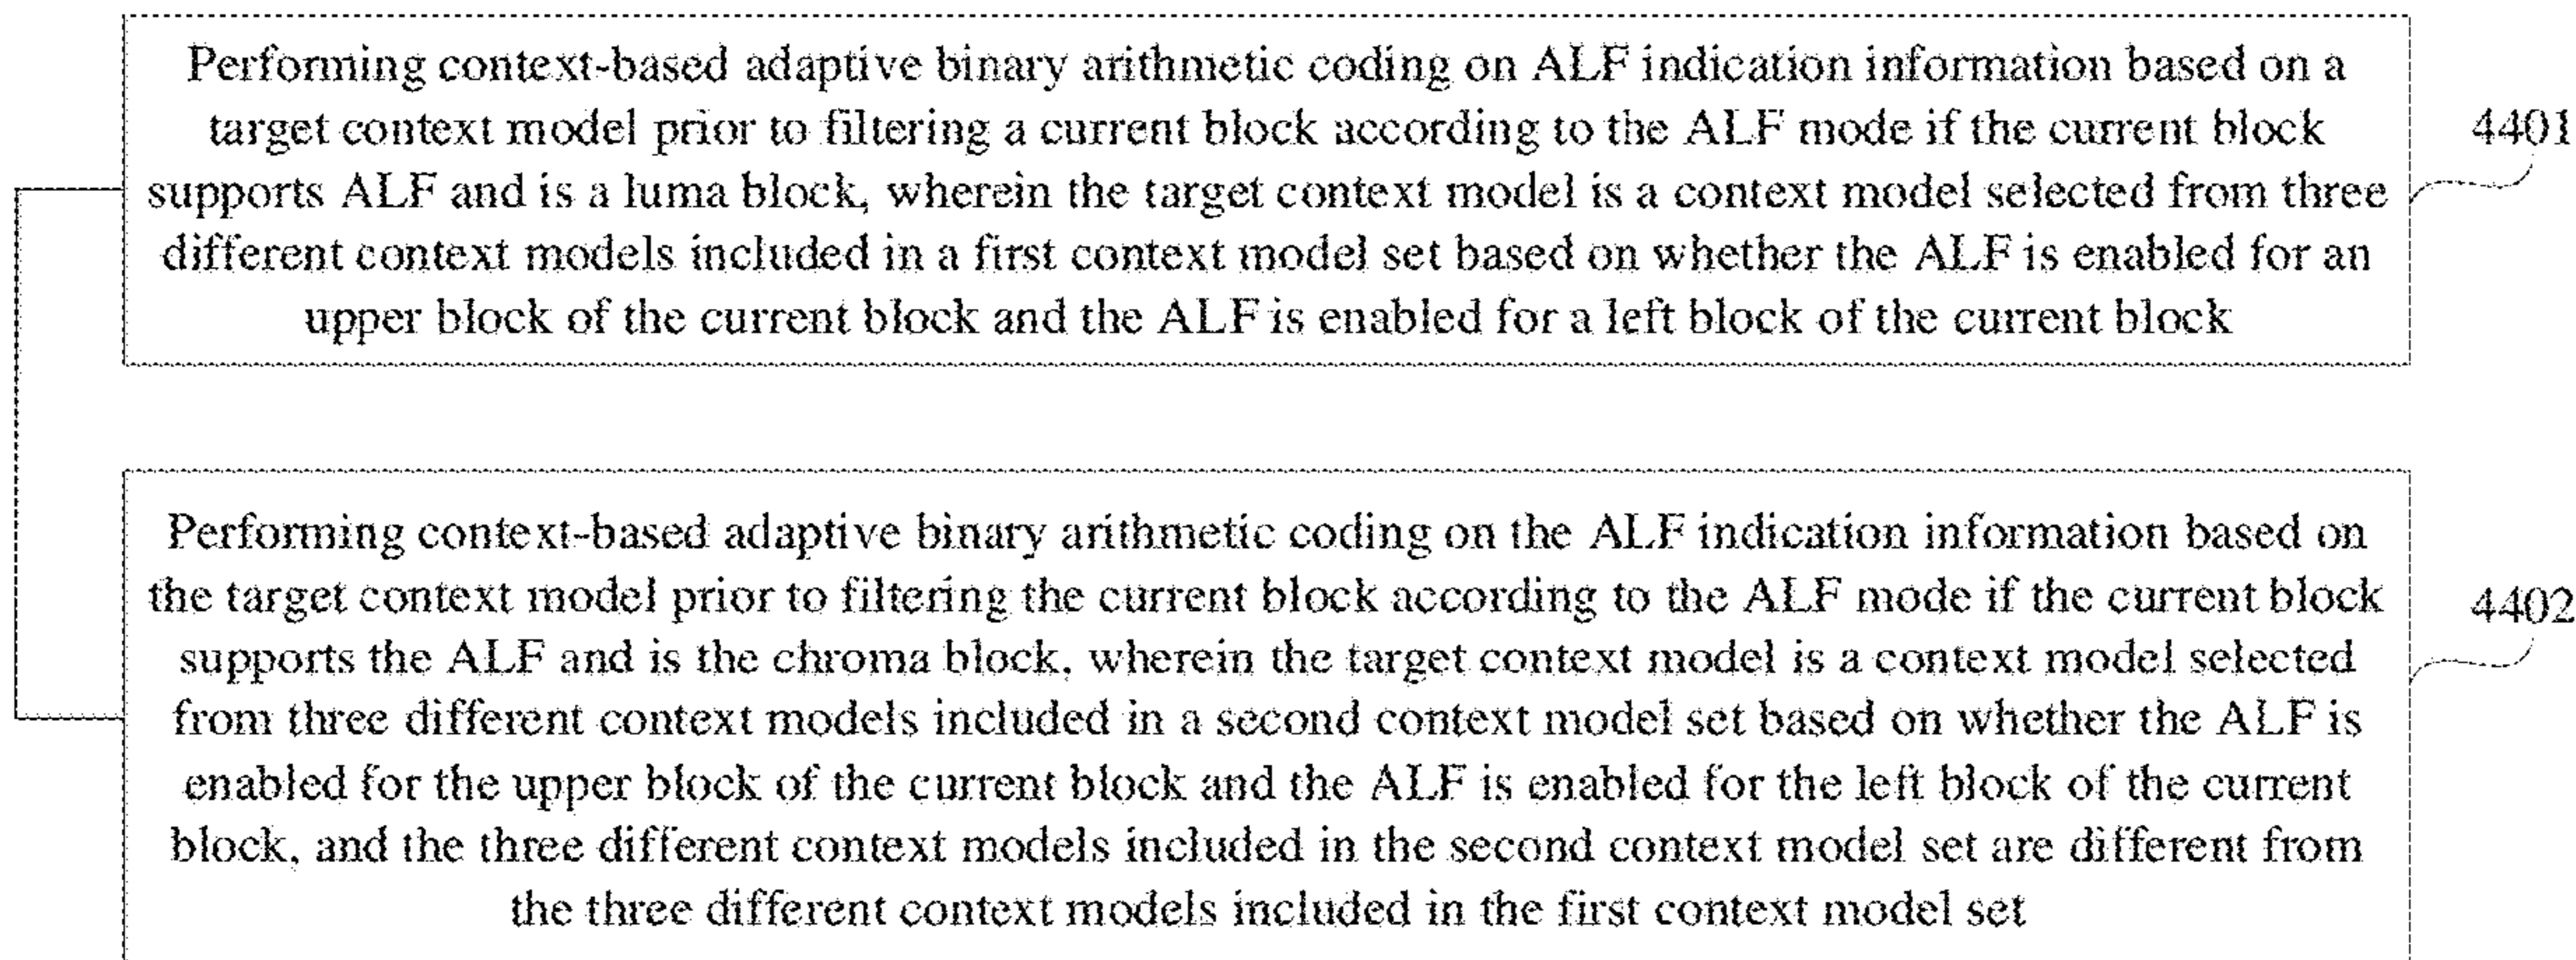 Performing context-based adaptive binary arithmetic coding on ALF indication information based on a
target context model prior to filtering a current block according to the ALF mode if the current block
4401
supports ALF and is a luma block, wherein the target context model is a context model selected from three
different context models included in a first context model set based on whether the ALF is enabled for an
upper block of the current block and the ALF is enabled for a left block of the current block
Performing context-based adaptive binary arithmetic coding on the ALF indication information based on
the target context model prior to filtering the current block according to the ALF mode if the current block
4402
supports the ALF and is the chroma block, wherein the target context model is a context model selected
from three different context models included in a second context model set based on whether the ALF is
enabled for the upper block of the current block and the ALF is enabled for the left block of the current
block, and the three different context models included in the second context model set are different from
the three different context models included in the first context model set